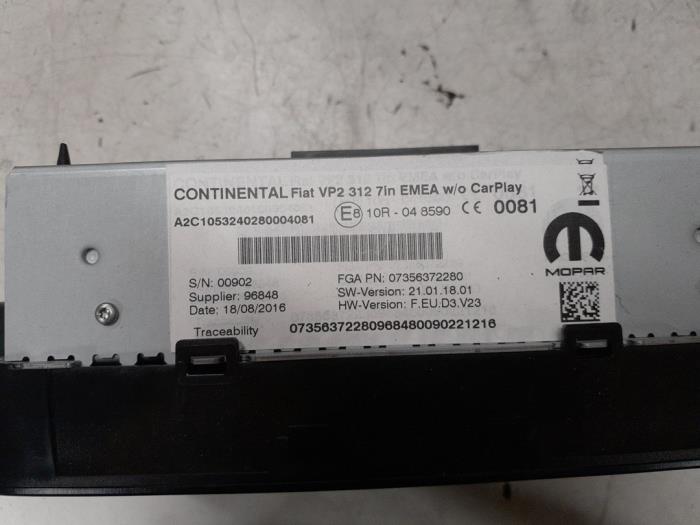 CONTINENTAL Fiat VP2 312 7in EMEA w/o CarPlay
A2C1053240280004081 E8 10R - 04 8590 CE 0081
MOPAR
S/N: 00902 FGA PN: 07356372280
Supplier: 96848 SW-Version: 21.01.18.01
Date: 18/08/2016 HW-Version: F.EU.D3.V23
Traceability 07356372280968480090221216